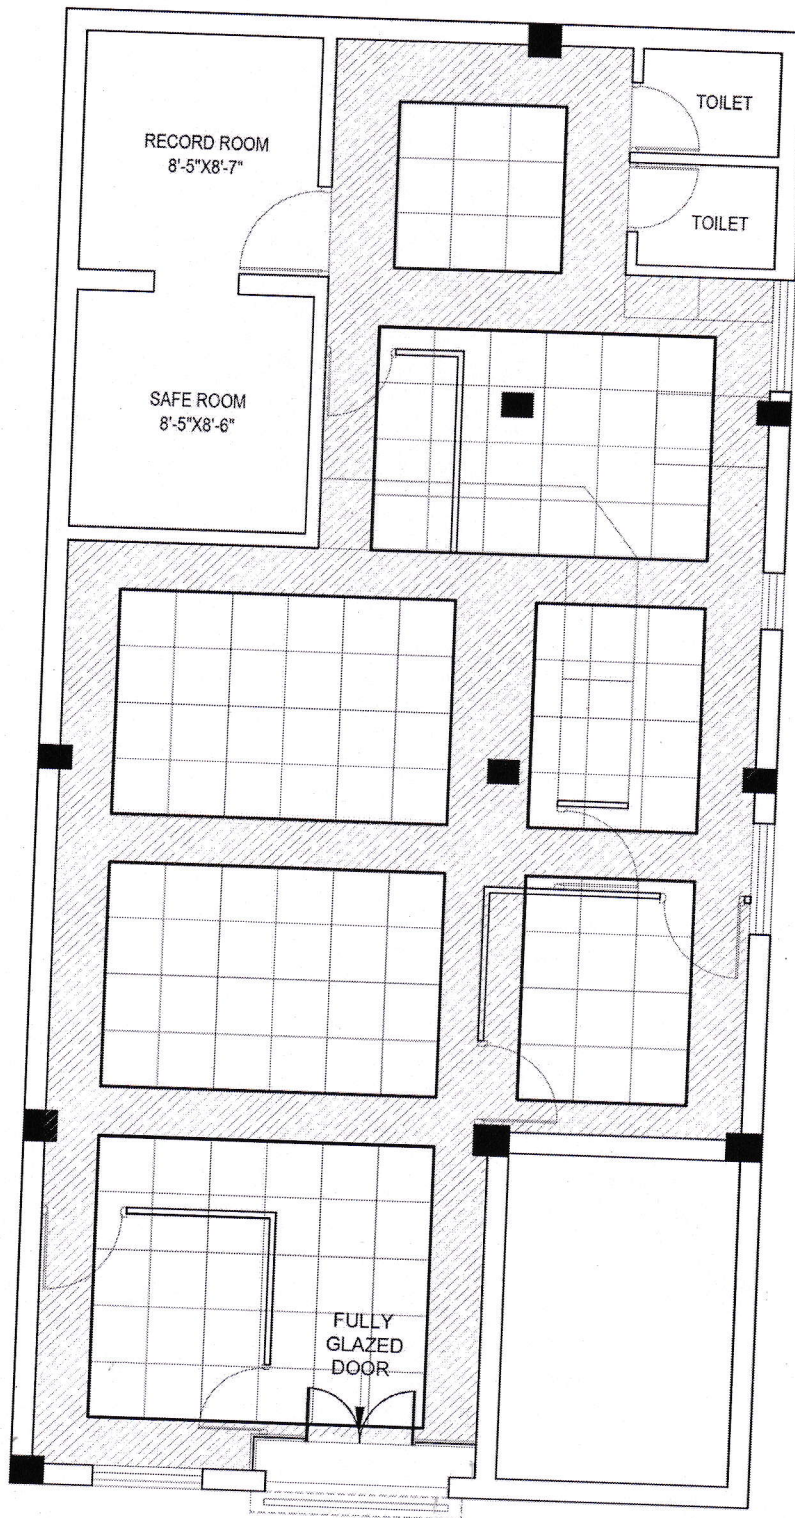 TOILET
RECORD ROOM
8'-5"X8'-7"
TOILET
SAFE ROOM
8'-5"X8'-6"
FULLY
GLAZED
DOOR